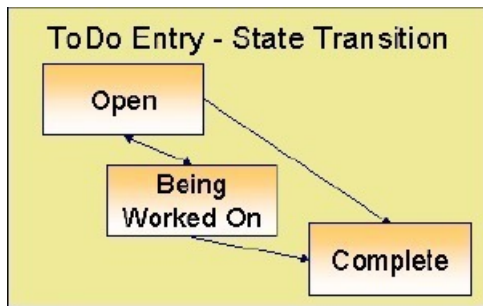 ToDo Entry - State Transition
Open
Being
Worked On
Complete